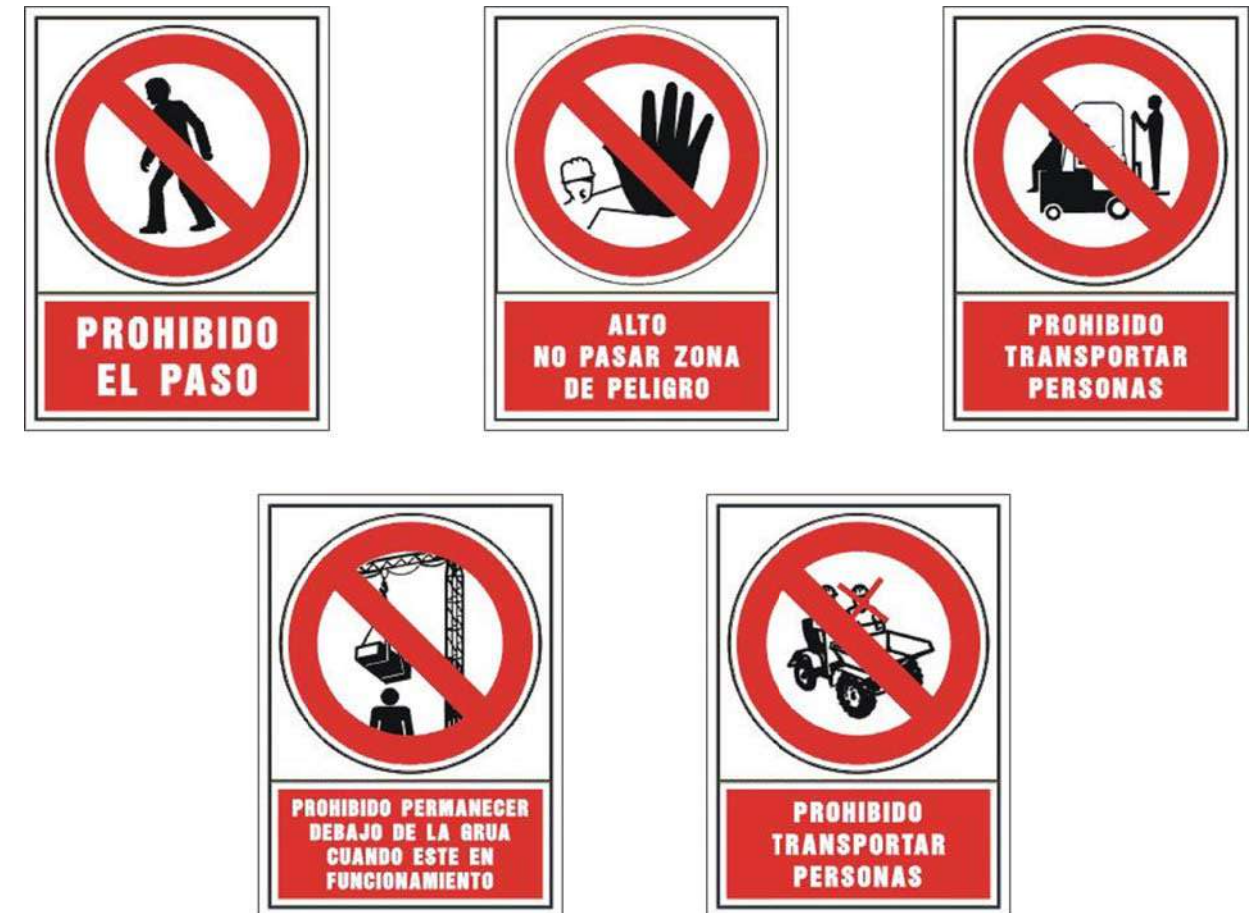 PROHIBIDO
EL PASO
ALTO
NO PASAR ZONA
DE PELIGRO
PROHIBIDO
TRANSPORTAR
PERSONAS
PROHIBIDO PERMANECER
DEBAJO DE LA GRUA
CUANDO ESTE EN
FUNCIONAMIENTO
PROHIBIDO
TRANSPORTAR
PERSONAS